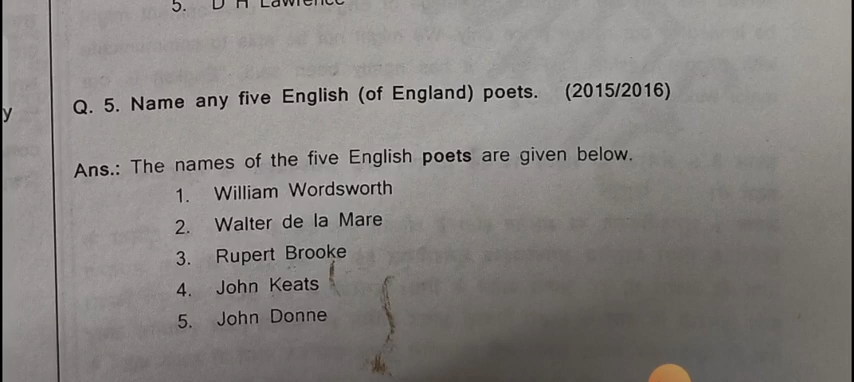 5. D H Lawrence
Q. 5. Name any five English (of England) poets. (2015/2016)
y
Ans.: The names of the five English poets are given below.
1. William Wordsworth
2. Walter de la Mare
3. Rupert Brooke
4. John Keats
5. John Donne